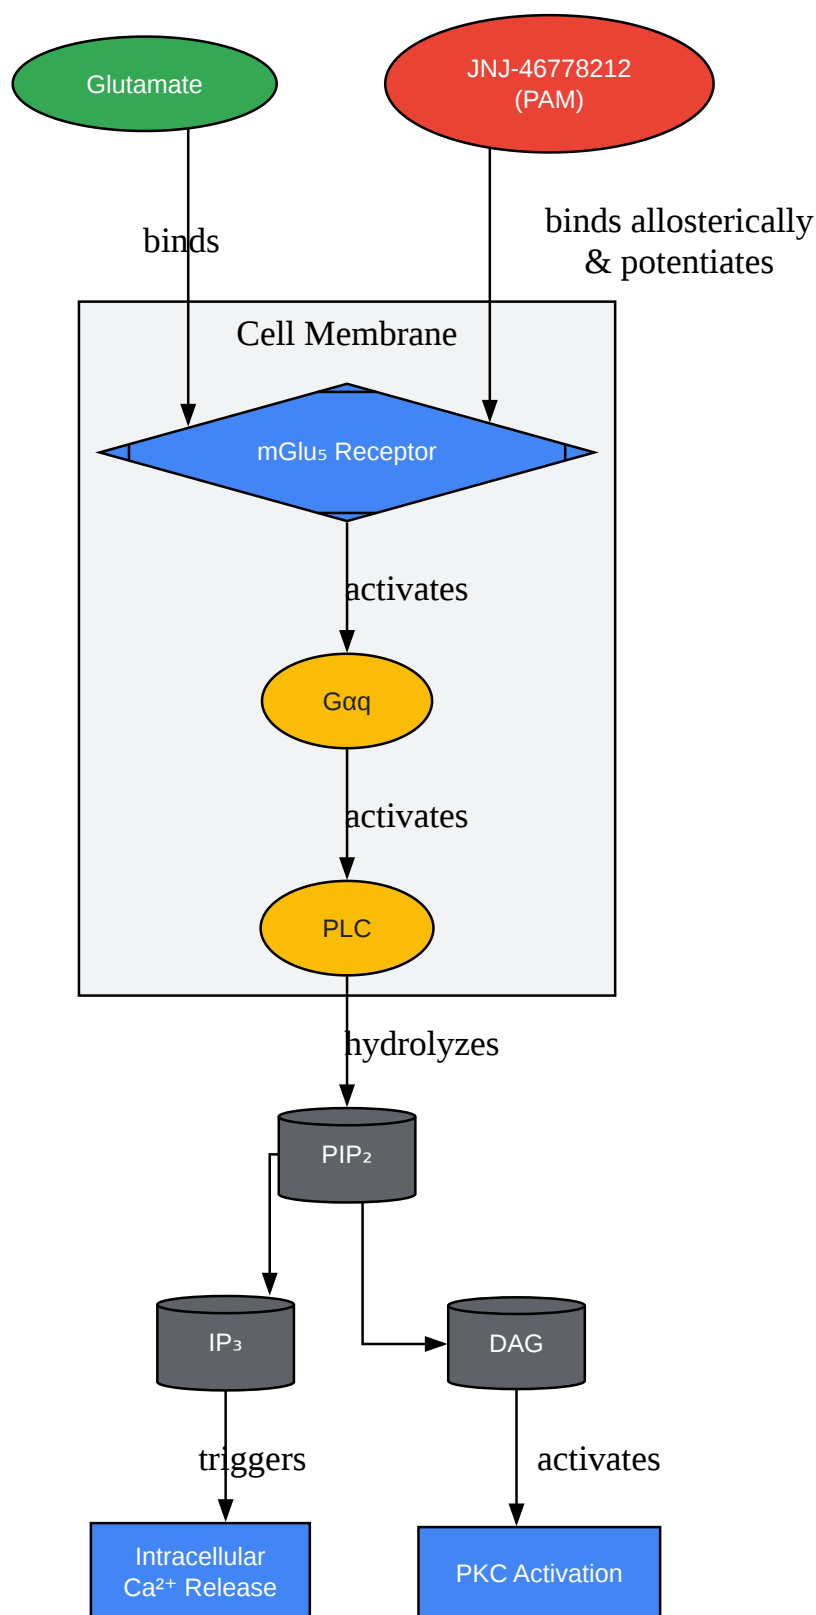 Glutamate
JNJ-46778212
(PAM)
binds
binds allosterically
& potentiates
Cell Membrane
mGlu₅ Receptor
activates
Gαq
activates
PLC
hydrolyzes
PIP₂
IP₃
DAG
triggers
activates
Intracellular
Ca²⁺ Release
PKC Activation